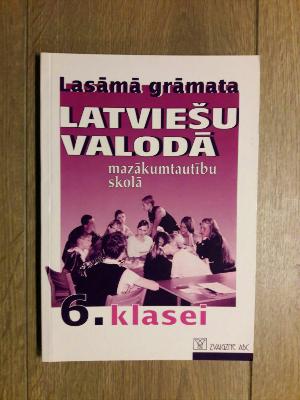 Lasāmā grāmata
LATVIEŠU
VALODĀ
mazākumtautību
skolā
6. klasei
ZVAIGZNE ABC